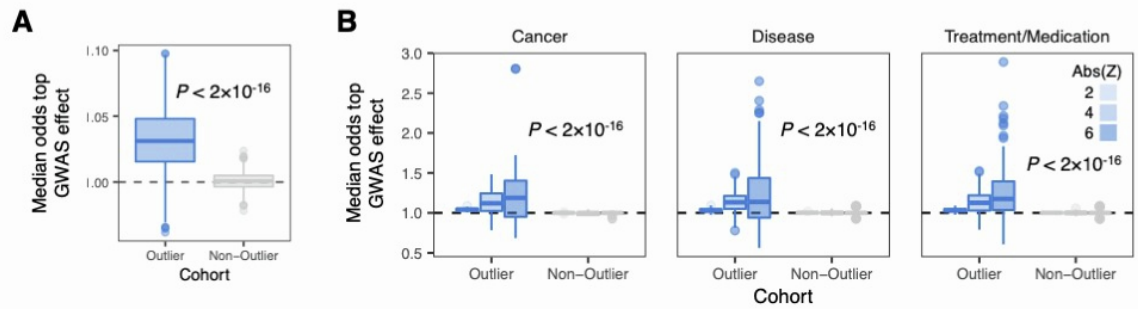 A
Median odds top
GWAS effect
1.10
1.05
1.00
P < 2×10-16
Outlier
Non-Outlier
Cohort
B
Median odds top
GWAS effect
3.0
2.5
2.0
1.5
1.0
0.5
Cancer
P < 2×10-16
Outlier
Non-Outlier
Disease
P < 2×10-16
Outlier
Non-Outlier
Treatment/Medication
Abs(Z)
2
4
6
P < 2×10-16
Outlier
Non-Outlier
Cohort